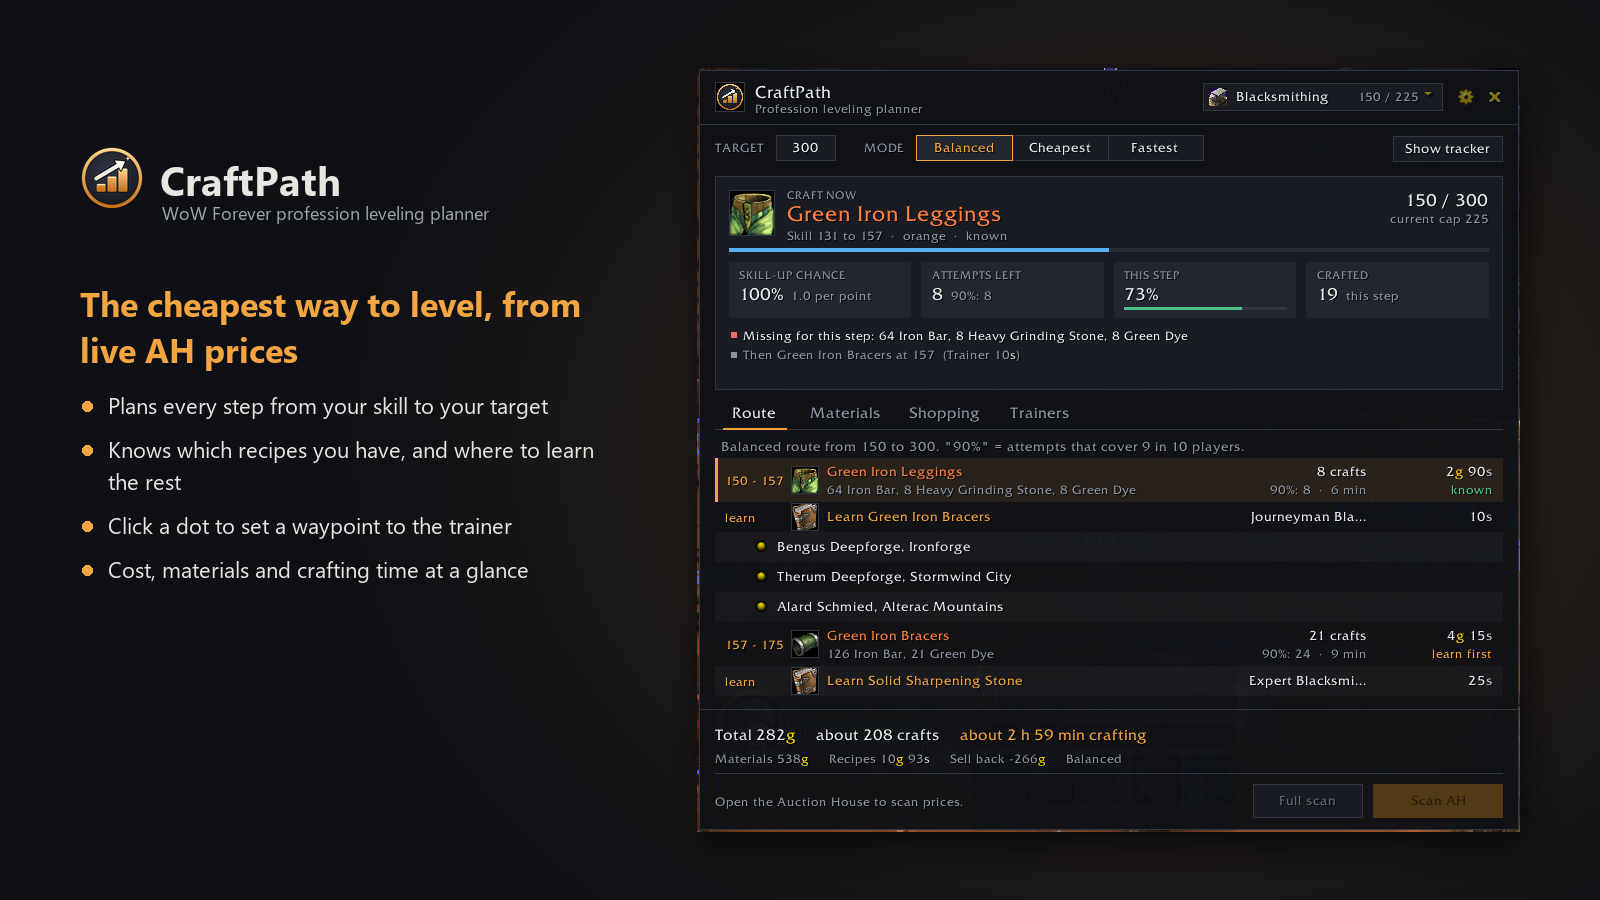 CraftPath
WoW Forever profession leveling planner
The cheapest way to level, from
live AH prices
Plans every step from your skill to your target
Knows which recipes you have, and where to learn
the rest
Click a dot to set a waypoint to the trainer
Cost, materials and crafting time at a glance
CraftPath
Profession leveling planner
Blacksmithing 150 / 225
TARGET 300 MODE Balanced Cheapest Fastest Show tracker
CRAFT NOW
Green Iron Leggings
Skill 131 to 157 · orange · known
150 / 300
current cap 225
SKILL-UP CHANCE
100% 1.0 per point
ATTEMPTS LEFT
8 90%: 8
THIS STEP
73%
CRAFTED
19 this step
Missing for this step: 64 Iron Bar, 8 Heavy Grinding Stone, 8 Green Dye
Then Green Iron Bracers at 157 (Trainer 10s)
Route Materials Shopping Trainers
Balanced route from 150 to 300. "90%" = attempts that cover 9 in 10 players.
150 - 157 Green Iron Leggings 8 crafts 2g 90s
64 Iron Bar, 8 Heavy Grinding Stone, 8 Green Dye 90%: 8 · 6 min known
learn Learn Green Iron Bracers Journeyman Bla... 10s
Bengus Deepforge, Ironforge
Therum Deepforge, Stormwind City
Alard Schmied, Alterac Mountains
157 - 175 Green Iron Bracers 21 crafts 4g 15s
126 Iron Bar, 21 Green Dye 90%: 24 · 9 min learn first
learn Learn Solid Sharpening Stone Expert Blacksmi... 25s
Total 282g about 208 crafts about 2 h 59 min crafting
Materials 538g Recipes 10g 93s Sell back -266g Balanced
Open the Auction House to scan prices. Full scan Scan AH